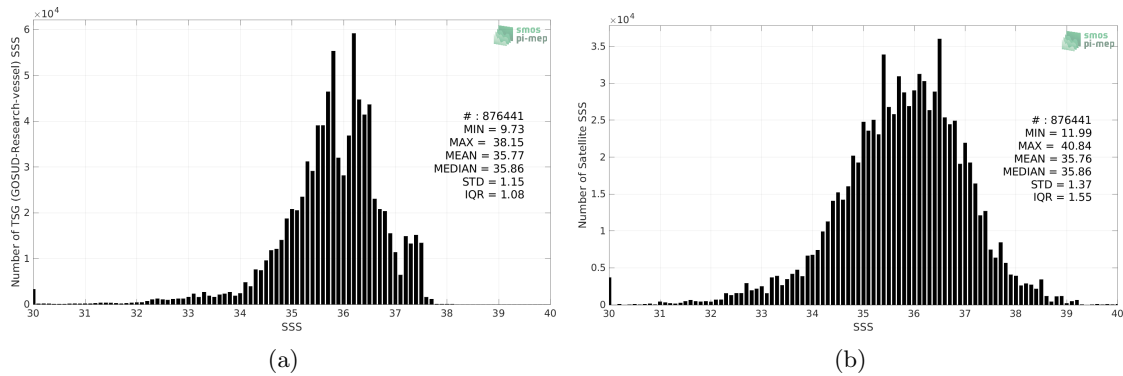 ×10⁴
6
5
4
3
2
1
0
Number of TSG (GOSUD-Research-vessel) SSS
30 31 32 33 34 35 36 37 38 39 40
SSS
smos
pi-mep
# : 876441
MIN = 9.73
MAX = 38.15
MEAN = 35.77
MEDIAN = 35.86
STD = 1.15
IQR = 1.08
(a)
×10⁴
3.5
3
2.5
2
1.5
1
0.5
0
Number of Satellite SSS
30 31 32 33 34 35 36 37 38 39 40
SSS
smos
pi-mep
# : 876441
MIN = 11.99
MAX = 40.84
MEAN = 35.76
MEDIAN = 35.86
STD = 1.37
IQR = 1.55
(b)